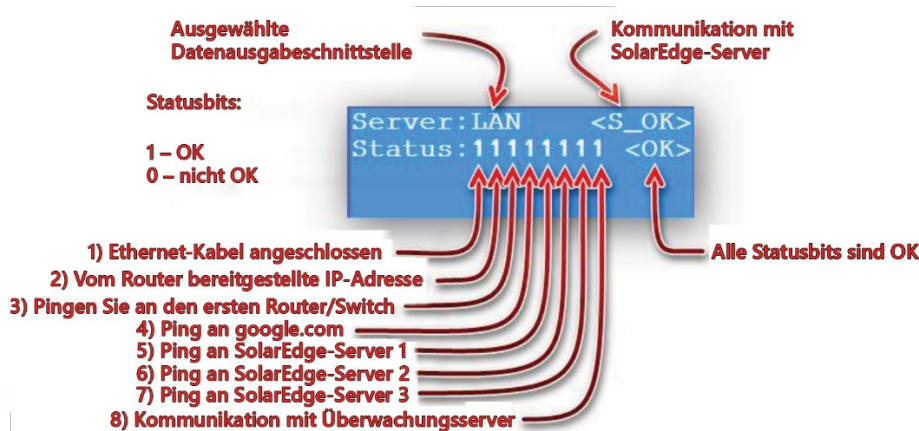 Ausgewählte
Datenausgabeschnittstelle
Kommunikation mit
SolarEdge-Server
Statusbits:
1 – OK
0 – nicht OK
Server:LAN <S_OK>
Status:11111111 <OK>
1) Ethernet-Kabel angeschlossen
Alle Statusbits sind OK
2) Vom Router bereitgestellte IP-Adresse
3) Pingen Sie an den ersten Router/Switch
4) Ping an google.com
5) Ping an SolarEdge-Server 1
6) Ping an SolarEdge-Server 2
7) Ping an SolarEdge-Server 3
8) Kommunikation mit Überwachungsserver